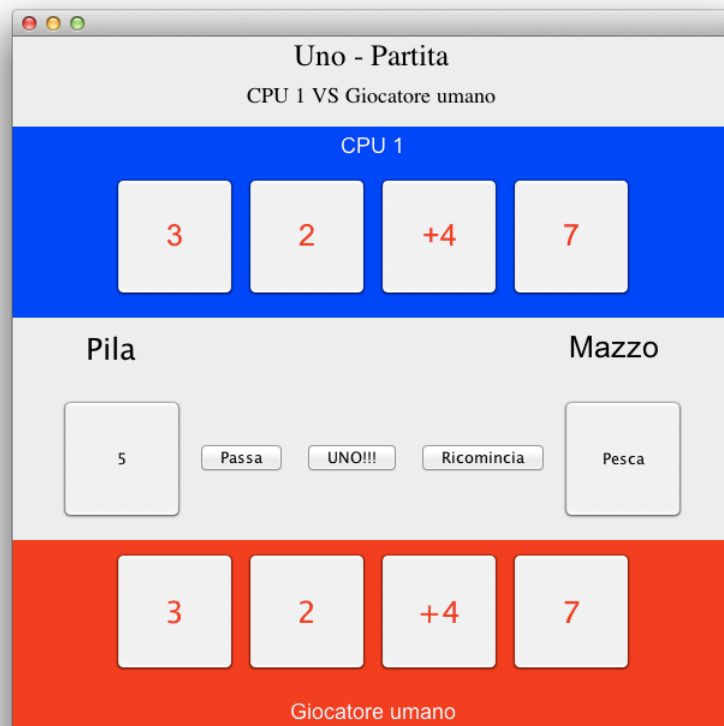 Uno - Partita
CPU 1 VS Giocatore umano
CPU 1
3 2 +4 7
Pila Mazzo
5 Passa UNO!!! Ricomincia Pesca
3 2 +4 7
Giocatore umano